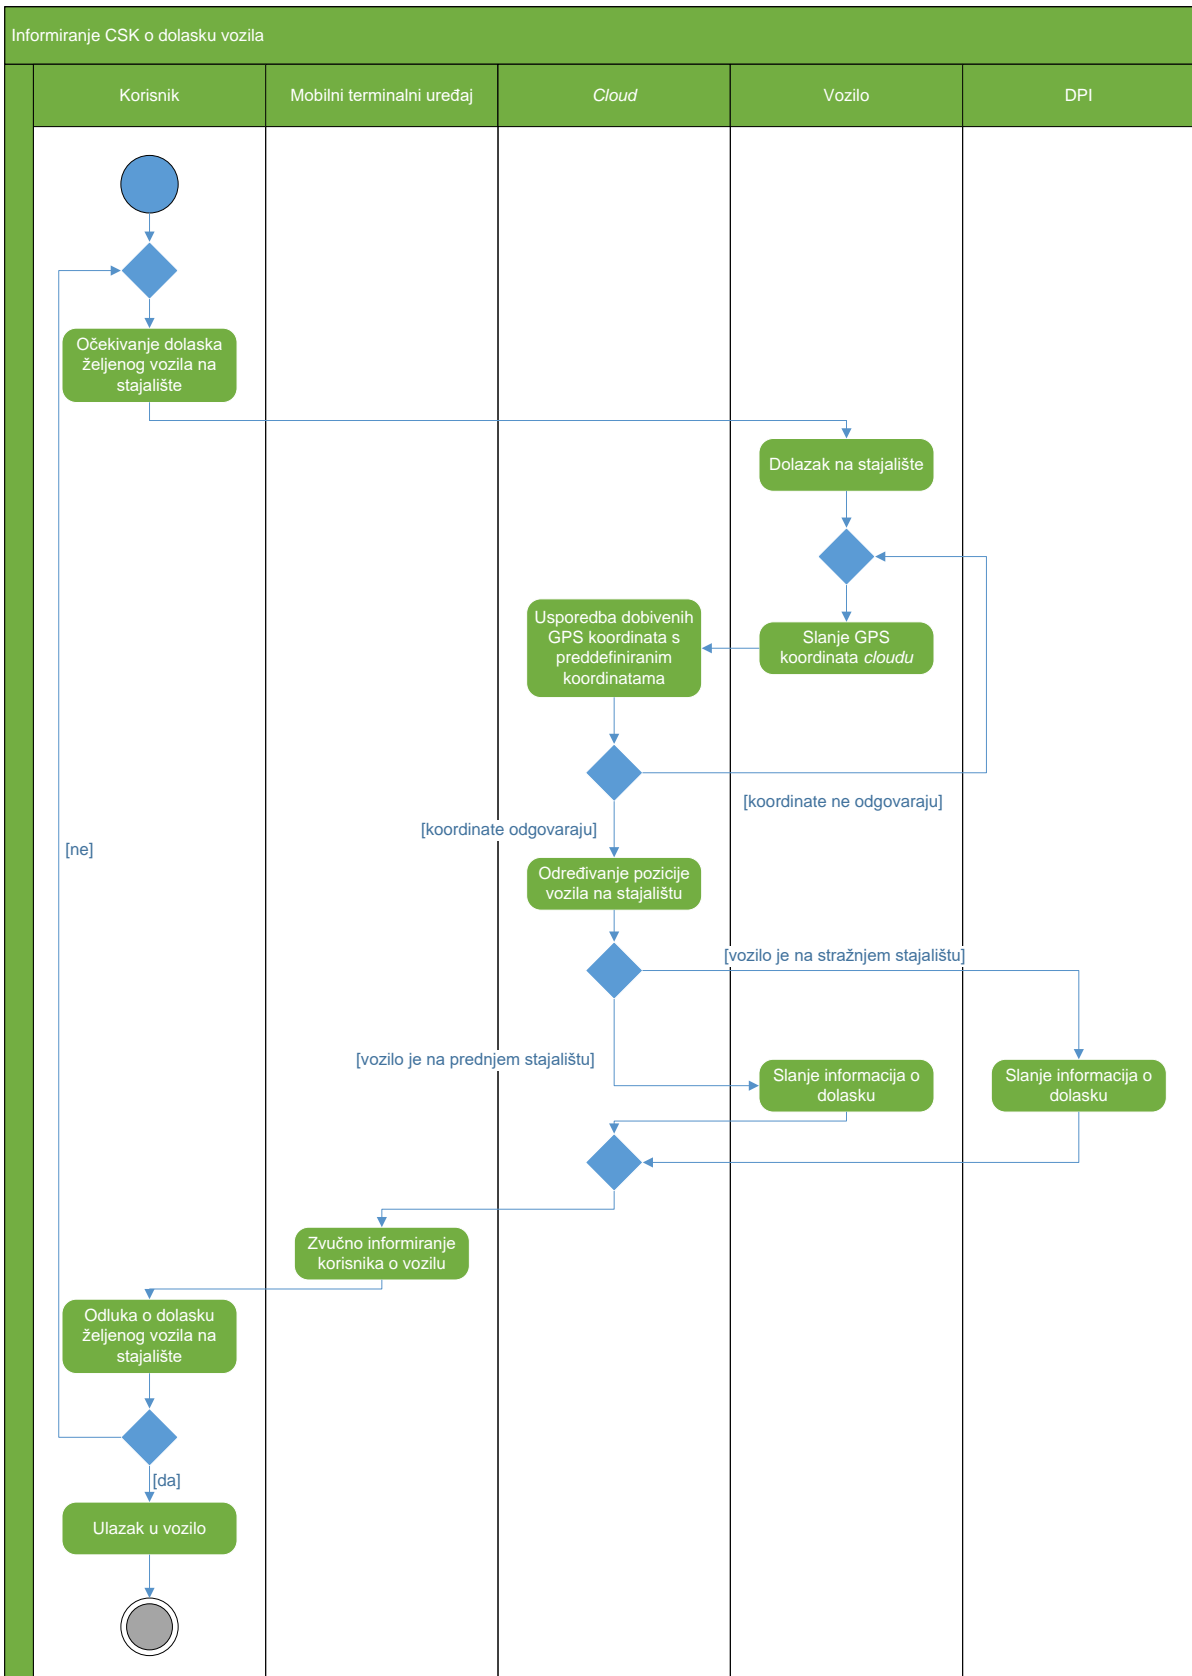 Informiranje CSK o dolasku vozila
Korisnik
Mobilni terminalni uređaj
Cloud
Vozilo
DPI
Očekivanje dolaska
željenog vozila na
stajalište
Dolazak na stajalište
Usporedba dobivenih
GPS koordinata s
preddefiniranim
koordinatama
Slanje GPS
koordinata cloudu
[koordinate ne odgovaraju]
[koordinate odgovaraju]
[ne]
Određivanje pozicije
vozila na stajalištu
[vozilo je na stražnjem stajalištu]
[vozilo je na prednjem stajalištu]
Slanje informacija o
dolasku
Slanje informacija o
dolasku
Zvučno informiranje
korisnika o vozilu
Odluka o dolasku
željenog vozila na
stajalište
[da]
Ulazak u vozilo